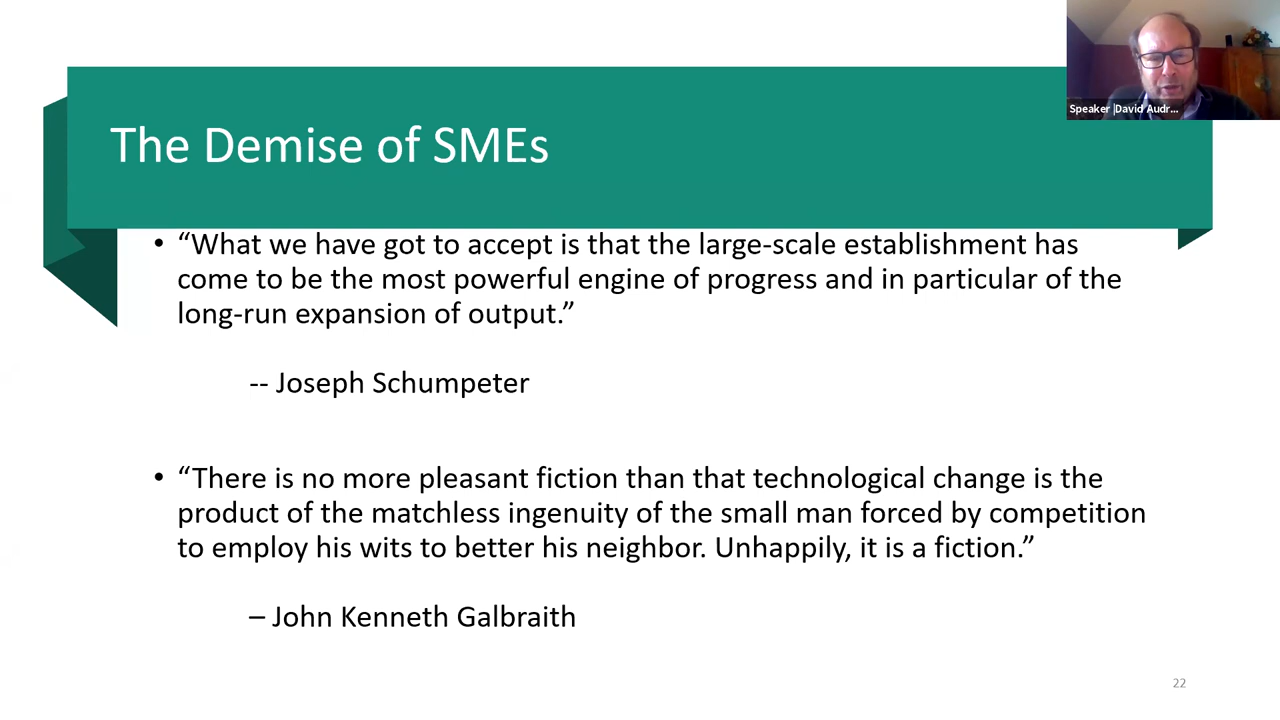 Speaker |David Audr...
The Demise of SMEs
• “What we have got to accept is that the large-scale establishment has
come to be the most powerful engine of progress and in particular of the
long-run expansion of output.”
-- Joseph Schumpeter
• “There is no more pleasant fiction than that technological change is the
product of the matchless ingenuity of the small man forced by competition
to employ his wits to better his neighbor. Unhappily, it is a fiction.”
– John Kenneth Galbraith
22